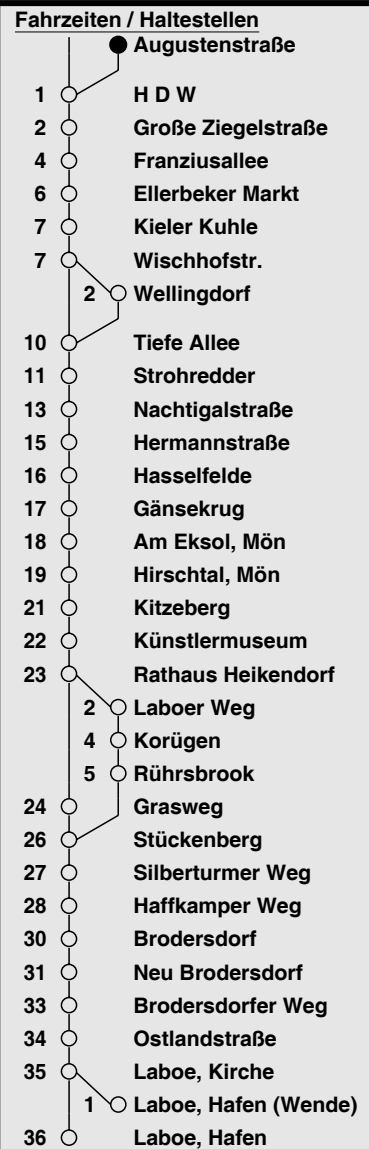 Fahrzeiten / Haltestellen
Augustenstraße
1 H D W
2 Große Ziegelstraße
4 Franziusallee
6 Ellerbeker Markt
7 Kieler Kuhle
7 Wischhofstr.
2 Wellingdorf
10 Tiefe Allee
11 Strohredder
13 Nachtigalstraße
15 Hermannstraße
16 Hasselfelde
17 Gänsekrug
18 Am Eksol, Mön
19 Hirschtal, Mön
21 Kitzeberg
22 Künstlermuseum
23 Rathaus Heikendorf
2 Laboer Weg
4 Korügen
5 Rührsbrook
24 Grasweg
26 Stückenberg
27 Silberturmer Weg
28 Haffkamper Weg
30 Brodersdorf
31 Neu Brodersdorf
33 Brodersdorfer Weg
34 Ostlandstraße
35 Laboe, Kirche
1 Laboe, Hafen (Wende)
36 Laboe, Hafen